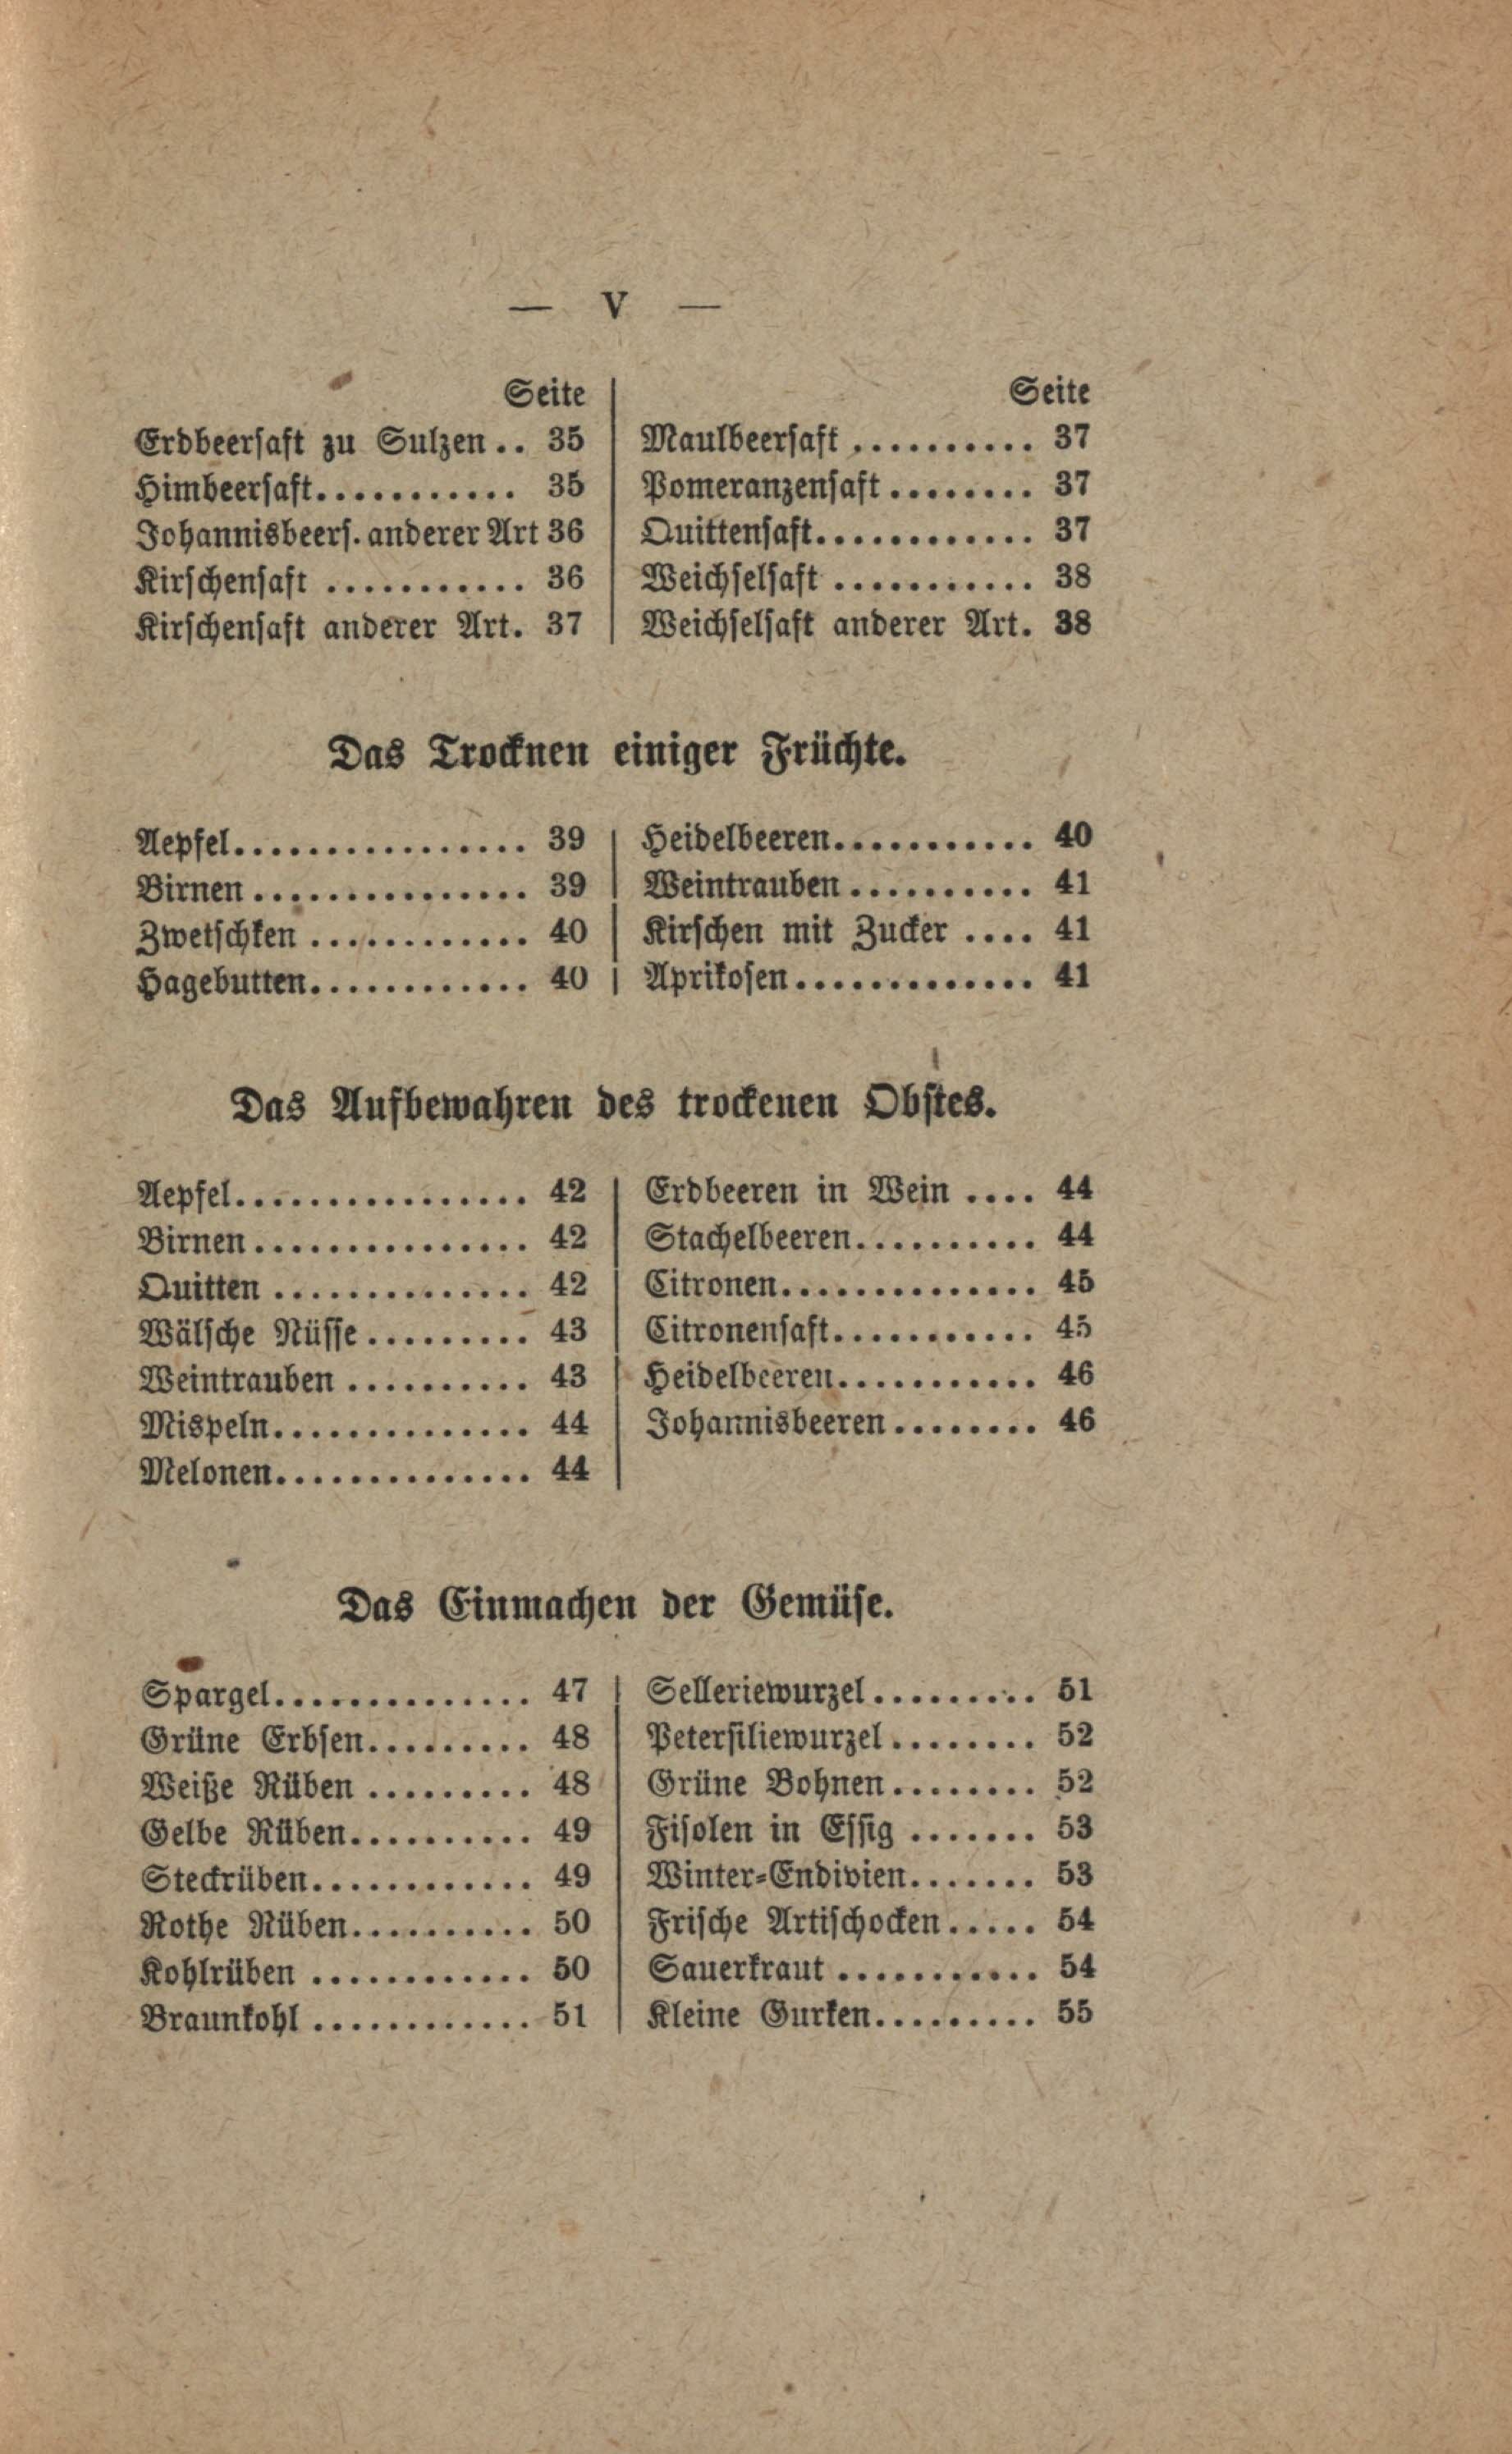 — V —
Seite
Erdbeersaft zu Sulzen.. 35
Himbeersaft........... 35
Johannisbeers. anderer Art 36
Kirschensaft ........... 36
Kirschensaft anderer Art. 37
Seite
Maulbeersaft .......... 37
Pomeranzensaft ........ 37
Quittensaft............ 37
Weichselsaft ........... 38
Weichselsaft anderer Art. 38
Das Trocknen einiger Früchte.
Aepfel................ 39
Birnen ............... 39
Zwetschken ............ 40
Hagebutten............ 40
Heidelbeeren........... 40
Weintrauben .......... 41
Kirschen mit Zucker .... 41
Aprikosen............. 41
Das Aufbewahren des trockenen Obstes.
Aepfel................ 42
Birnen............... 42
Quitten .............. 42
Wälsche Nüsse ......... 43
Weintrauben .......... 43
Mispeln.............. 44
Melonen.............. 44
Erdbeeren in Wein .... 44
Stachelbeeren.......... 44
Citronen.............. 45
Citronensaft........... 45
Heidelbeeren........... 46
Johannisbeeren ........ 46
Das Einmachen der Gemüse.
Spargel.............. 47
Grüne Erbsen......... 48
Weiße Rüben ......... 48
Gelbe Rüben.......... 49
Steckrüben............ 49
Rothe Rüben.......... 50
Kohlrüben ............ 50
Braunkohl ............ 51
Selleriewurzel ......... 51
Petersiliewurzel ........ 52
Grüne Bohnen........ 52
Fisolen in Essig ....... 53
Winter-Endivien....... 53
Frische Artischocken..... 54
Sauerkraut ........... 54
Kleine Gurken......... 55